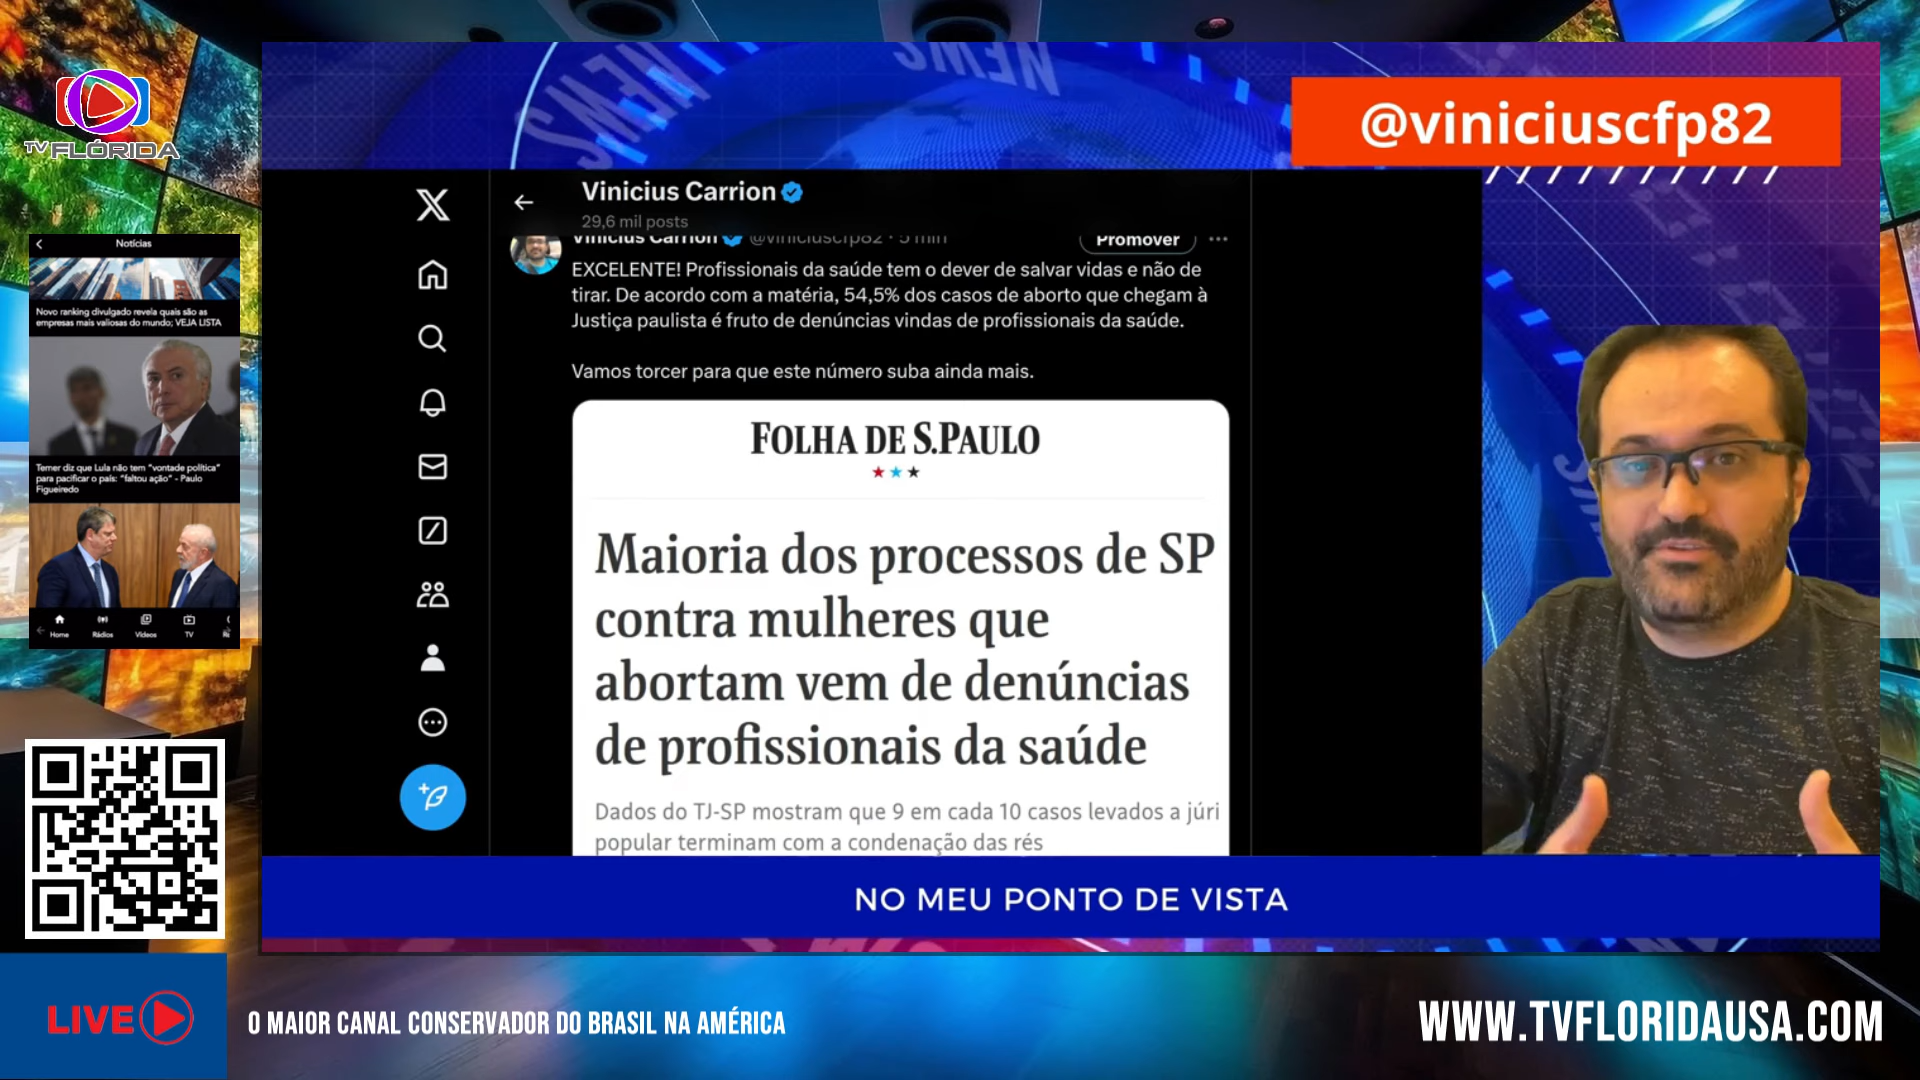 TV FLÓRIDA
NEWS
NEWS
@viniciuscfp82
Vinicius Carrion
29,6 mil posts
Vinicius Carrion @viniciuscfp82 · 5 min
Promover
EXCELENTE! Profissionais da saúde tem o dever de salvar vidas e não de
tirar. De acordo com a matéria, 54,5% dos casos de aborto que chegam à
Justiça paulista é fruto de denúncias vindas de profissionais da saúde.
Vamos torcer para que este número suba ainda mais.
FOLHA DE S.PAULO
Maioria dos processos de SP
contra mulheres que
abortam vem de denúncias
de profissionais da saúde
Dados do TJ-SP mostram que 9 em cada 10 casos levados a júri
popular terminam com a condenação das rés
Notícias
Novo ranking divulgado revela quais são as
empresas mais valiosas do mundo; VEJA LISTA
Temer diz que Lula não tem "vontade política"
para pacificar o país: "faltou ação" - Paulo
Figueiredo
Home
Rádios
Vídeos
TV
NO MEU PONTO DE VISTA
LIVE
O MAIOR CANAL CONSERVADOR DO BRASIL NA AMÉRICA
WWW.TVFLORIDAUSA.COM